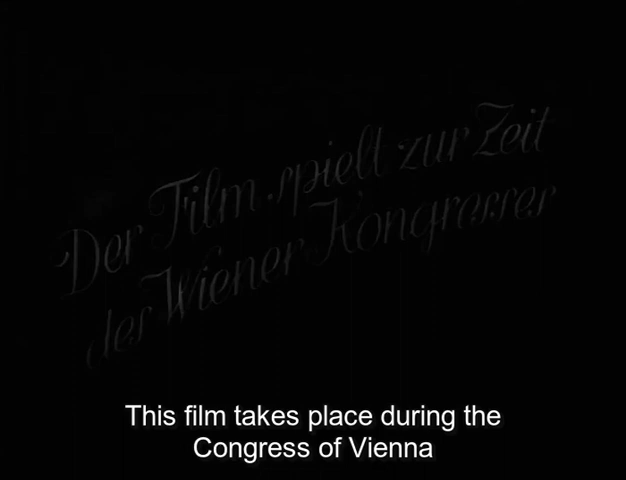 Der Film spielt zur Zeit
des Wiener Kongresses
This film takes place during the
Congress of Vienna